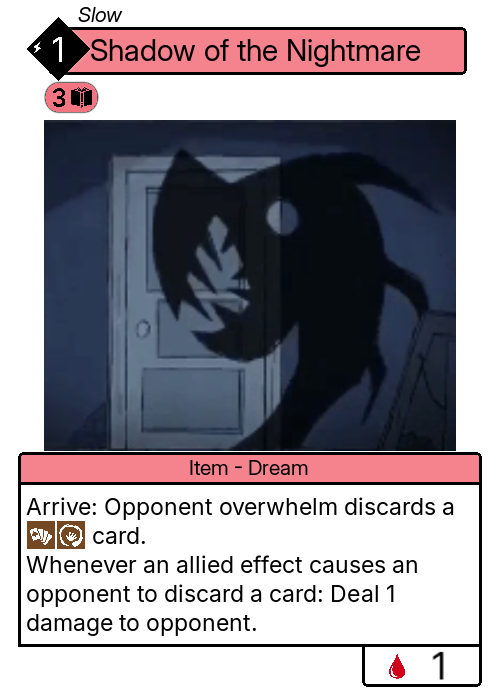 Slow
1 Shadow of the Nightmare
3
Item - Dream
Arrive: Opponent overwhelm discards a
card.
Whenever an allied effect causes an
opponent to discard a card: Deal 1
damage to opponent.
1